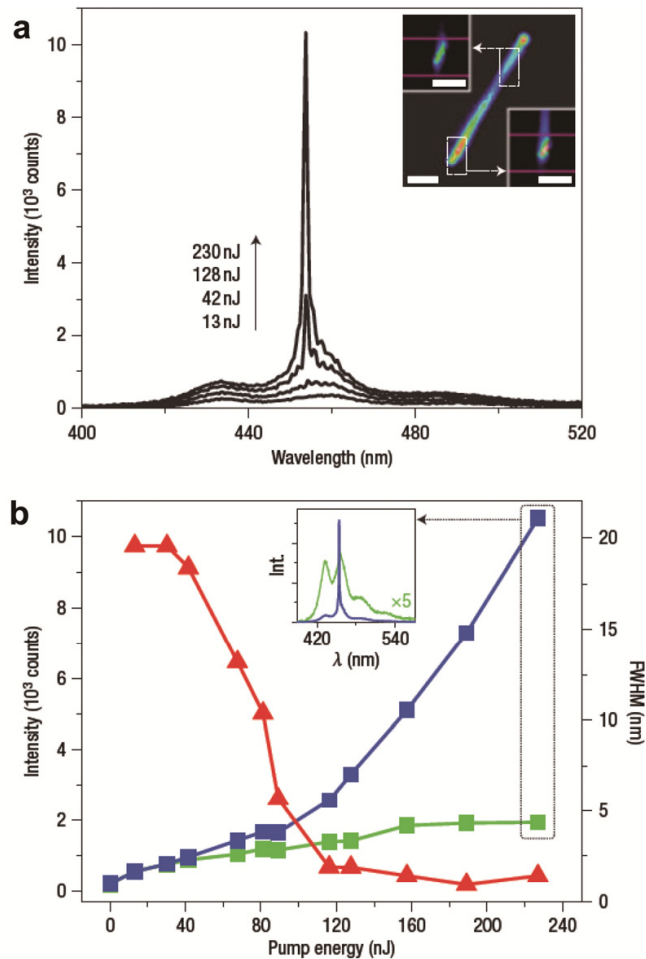 a
10
8
6
4
2
0
Intensity (10³ counts)
230 nJ
128 nJ
42 nJ
13 nJ
400
440
480
520
Wavelength (nm)
b
10
8
6
4
2
0
Intensity (10³ counts)
Int.
×5
420
540
λ (nm)
20
15
10
5
0
FWHM (nm)
0
40
80
120
160
200
240
Pump energy (nJ)